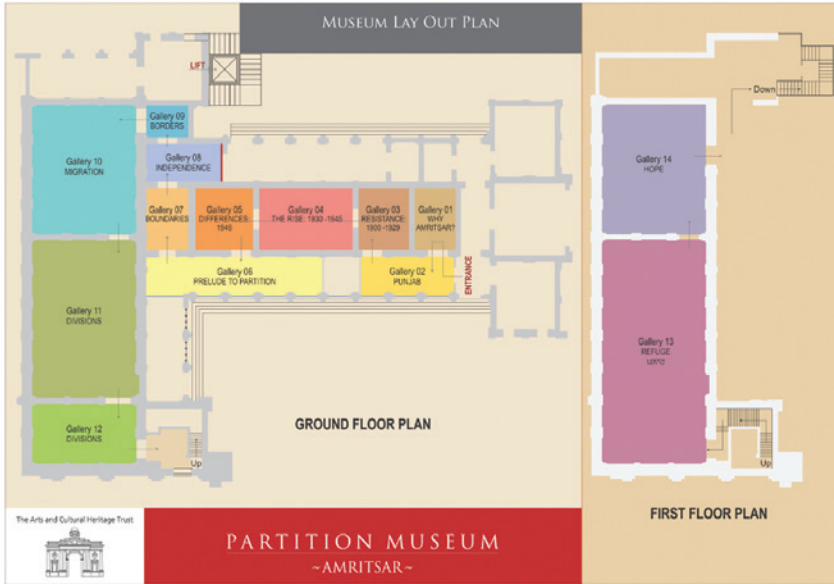 MUSEUM LAY OUT PLAN
LIFT
Gallery 09
BORDERS
Gallery 10
MIGRATION
Gallery 08
INDEPENDENCE
Gallery 07
BOUNDARIES
Gallery 05
DIFFERENCES:
1946
Gallery 04
THE RISE: 1930 -1945
Gallery 03
RESISTANCE:
1900 -1929
Gallery 01
WHY
AMRITSAR?
Gallery 06
PRELUDE TO PARTITION
Gallery 02
PUNJAB
ENTRANCE
Gallery 11
DIVISIONS
Gallery 12
DIVISIONS
Up
GROUND FLOOR PLAN
Down
Gallery 14
HOPE
Gallery 13
REFUGE
Up
FIRST FLOOR PLAN
The Arts and Cultural Heritage Trust
PARTITION MUSEUM
~AMRITSAR~